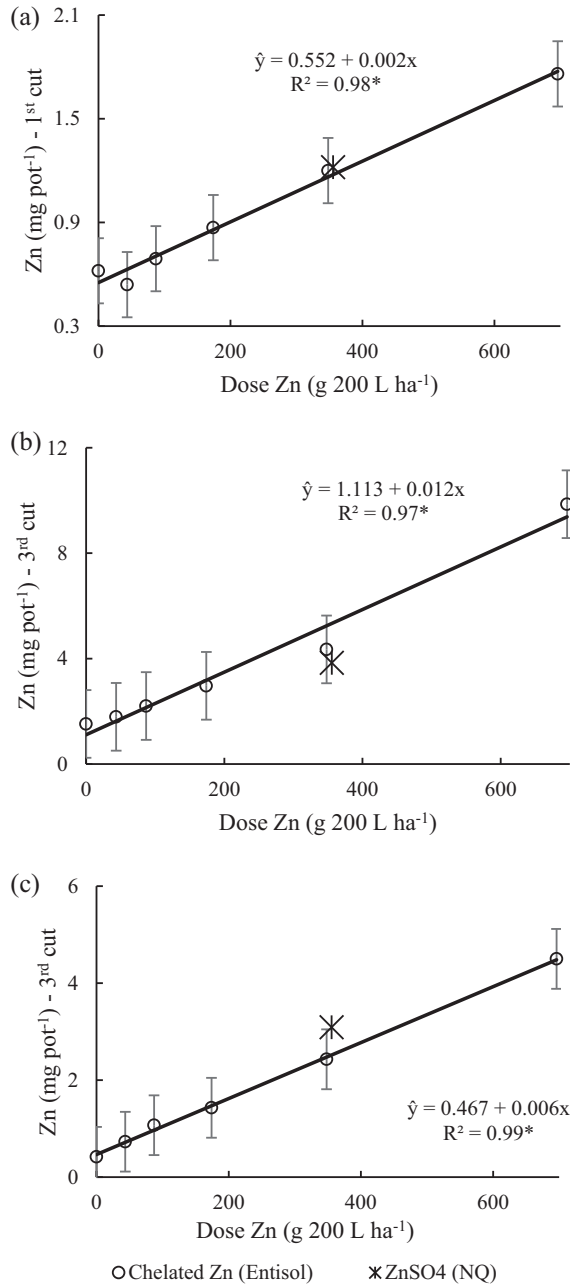 (a)
2.1
1.5
0.9
0.3
Zn (mg pot⁻¹) - 1ˢᵗ cut
ŷ = 0.552 + 0.002x
R² = 0.98*
0 200 400 600
Dose Zn (g 200 L ha⁻¹)
(b)
12
8
4
0
Zn (mg pot⁻¹) - 3ʳᵈ cut
ŷ = 1.113 + 0.012x
R² = 0.97*
0 200 400 600
Dose Zn (g 200 L ha⁻¹)
(c)
6
4
2
0
Zn (mg pot⁻¹) - 3ʳᵈ cut
ŷ = 0.467 + 0.006x
R² = 0.99*
0 200 400 600
Dose Zn (g 200 L ha⁻¹)
Chelated Zn (Entisol) ZnSO4 (NQ)